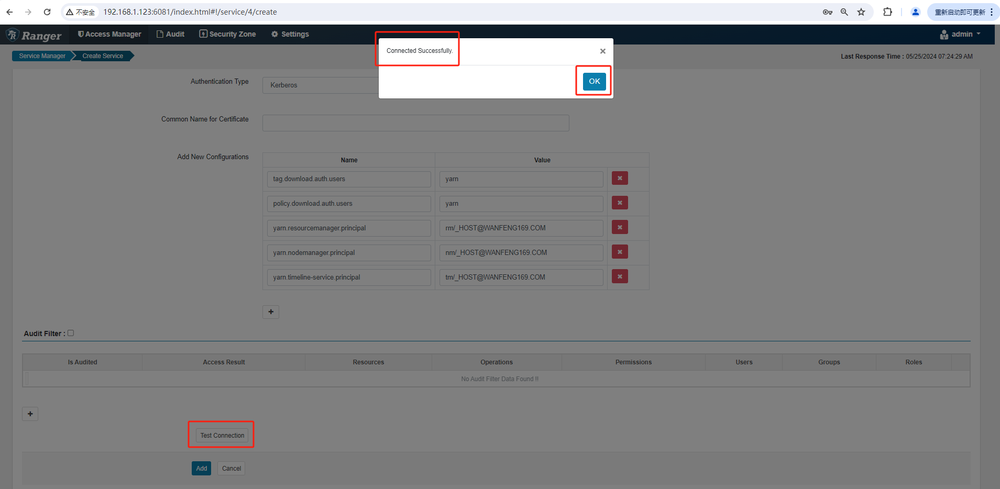 不安全 192.168.1.123:6081/index.html#!/service/4/create 重新启动即可更新
Ranger Access Manager Audit Security Zone Settings admin
Service Manager Create Service Last Response Time : 05/25/2024 07:24:29 AM
Connected Successfully. ×
OK
Authentication Type Kerberos
Common Name for Certificate
Add New Configurations Name Value
tag.download.auth.users yarn
policy.download.auth.users yarn
yarn.resourcemanager.principal rm/_HOST@WANFENG169.COM
yarn.nodemanager.principal nm/_HOST@WANFENG169.COM
yarn.timeline-service.principal tm/_HOST@WANFENG169.COM
+
Audit Filter :
Is Audited Access Result Resources Operations Permissions Users Groups Roles
No Audit Filter Data Found !!
+
Test Connection
Add Cancel